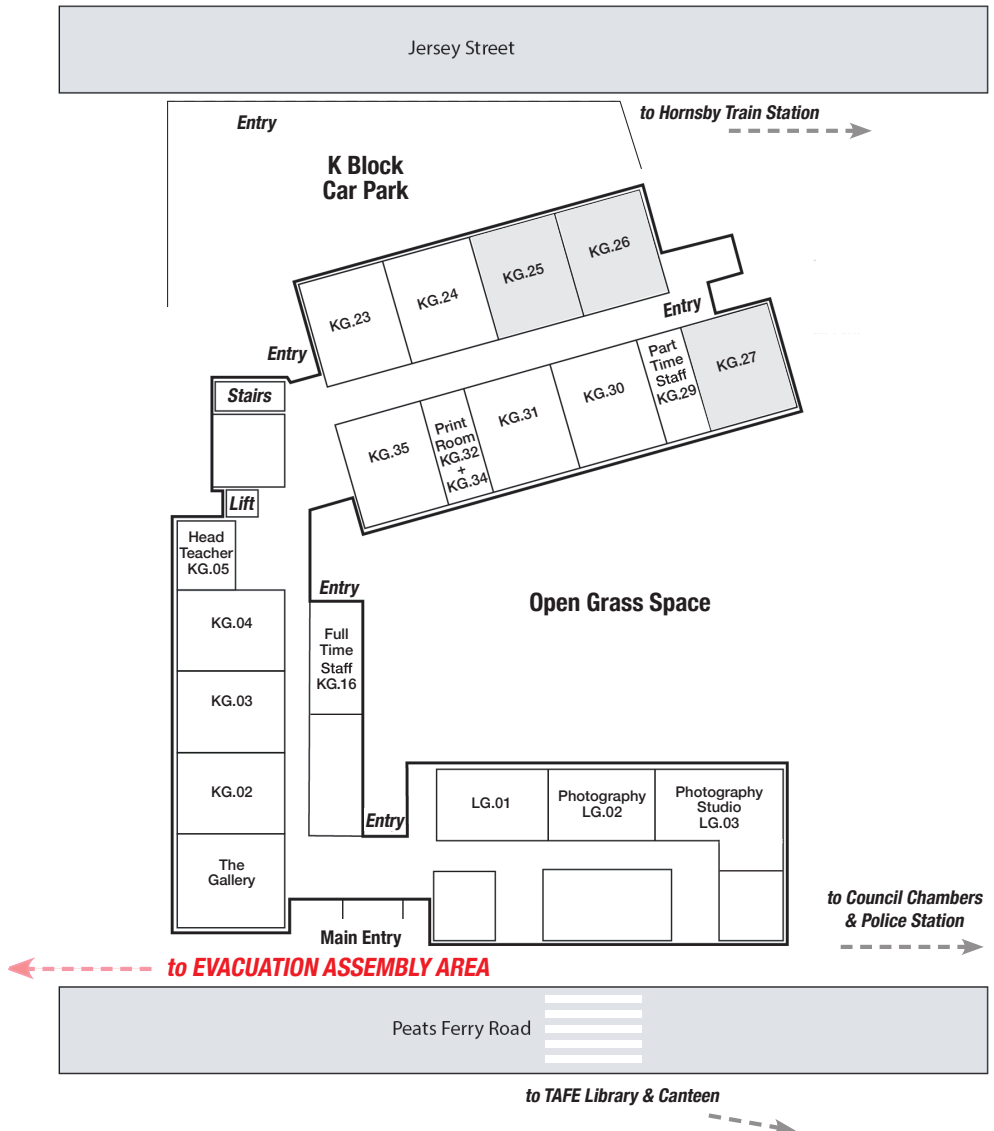 Jersey Street
to Hornsby Train Station
Entry
K Block
Car Park
KG.26
KG.25
KG.24
KG.23
Entry
Entry
Part
Time
Staff
KG.29
KG.27
KG.30
KG.31
Print
Room
KG.32
+
KG.34
KG.35
Stairs
Lift
Head
Teacher
KG.05
Entry
Open Grass Space
KG.04
Full
Time
Staff
KG.16
KG.03
KG.02
Entry
LG.01
Photography
LG.02
Photography
Studio
LG.03
The
Gallery
Main Entry
to Council Chambers
& Police Station
to EVACUATION ASSEMBLY AREA
Peats Ferry Road
to TAFE Library & Canteen